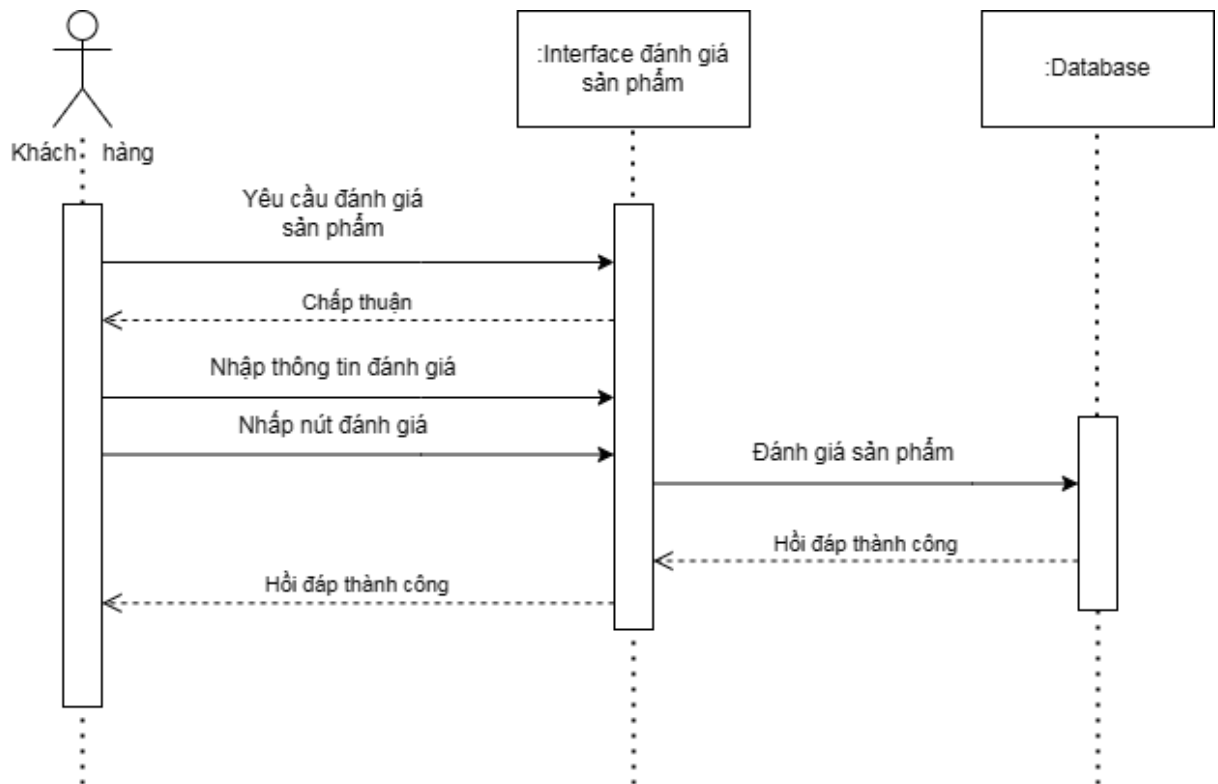 :Interface đánh giá
sản phẩm
:Database
Khách hàng
Yêu cầu đánh giá
sản phẩm
Chấp thuận
Nhập thông tin đánh giá
Nhấp nút đánh giá
Đánh giá sản phẩm
Hồi đáp thành công
Hồi đáp thành công